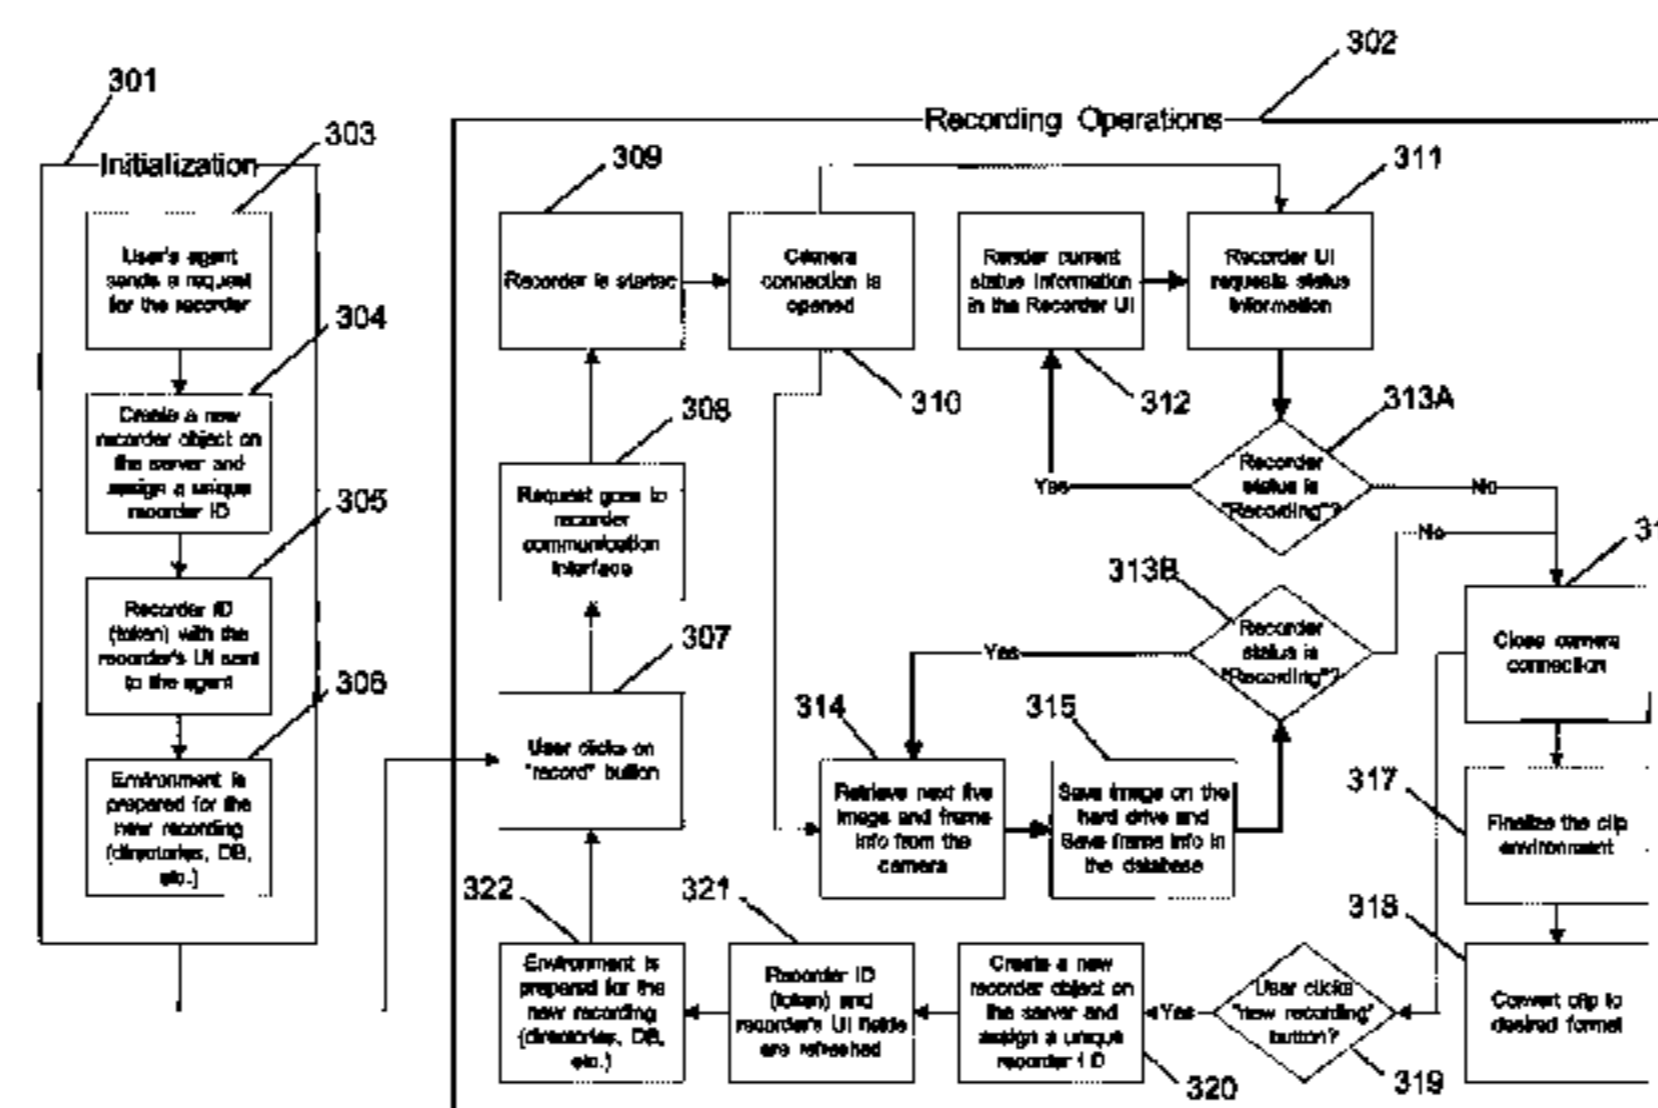 302
301
Recording Operations
303
Initialization
309
311
User's agent
sends a request
for the recorder
Recorder is started
Camera
connection is
opened
Render current
status information
in the Recorder UI
Recorder UI
requests status
information
304
310
312
313A
Create a new
recorder object on
the server and
assign a unique
recorder ID
308
Request goes to
recorder
communication
interface
Recorder
status is
"Recording"?
Yes
No
305
No
313B
Recorder ID
(token) with the
recorder's UI sent
to the agent
307
Recorder
status is
"Recording"?
Yes
Close camera
connection
306
314
315
User clicks on
"record" button
Environment is
prepared for the
new recording
(directories, DB,
etc.)
Retrieve next live
image and frame
info from the
camera
Save image on the
hard drive and
Save frame info in
the database
317
Finalize the clip
environment
322
321
318
Environment is
prepared for the
new recording
(directories, DB,
etc.)
Recorder ID
(token) and
recorder's UI fields
are refreshed
Create a new
recorder object on
the server and
assign a unique
recorder ID
Yes
User clicks
"new recording"
button?
Convert clip to
desired format
320
319